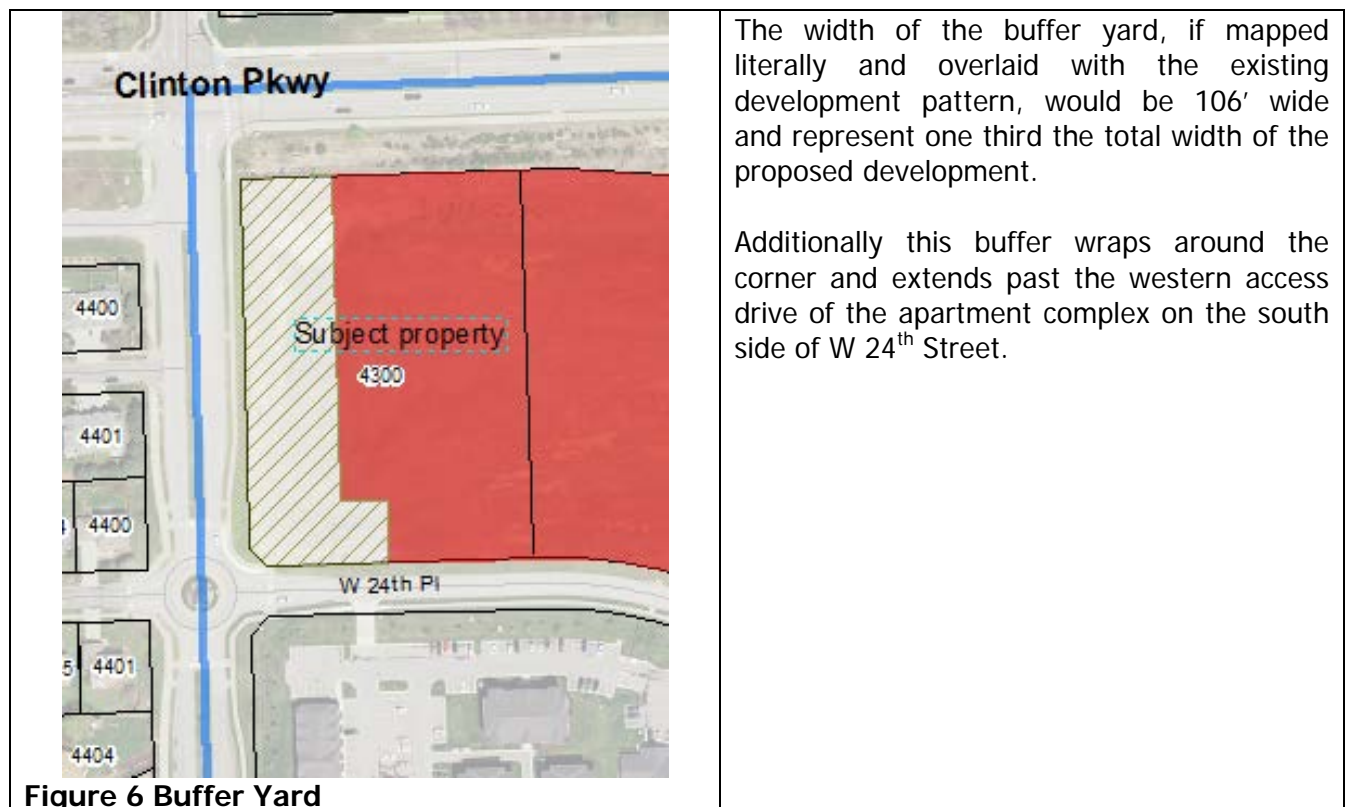 Clinton Pkwy
4400
Subject property
4300
4401
4400
W 24th Pl
5
4401
4404
Figure 6 Buffer Yard
The width of the buffer yard, if mapped
literally and overlaid with the existing
development pattern, would be 106′ wide
and represent one third the total width of the
proposed development.
Additionally this buffer wraps around the
corner and extends past the western access
drive of the apartment complex on the south
side of W 24th Street.